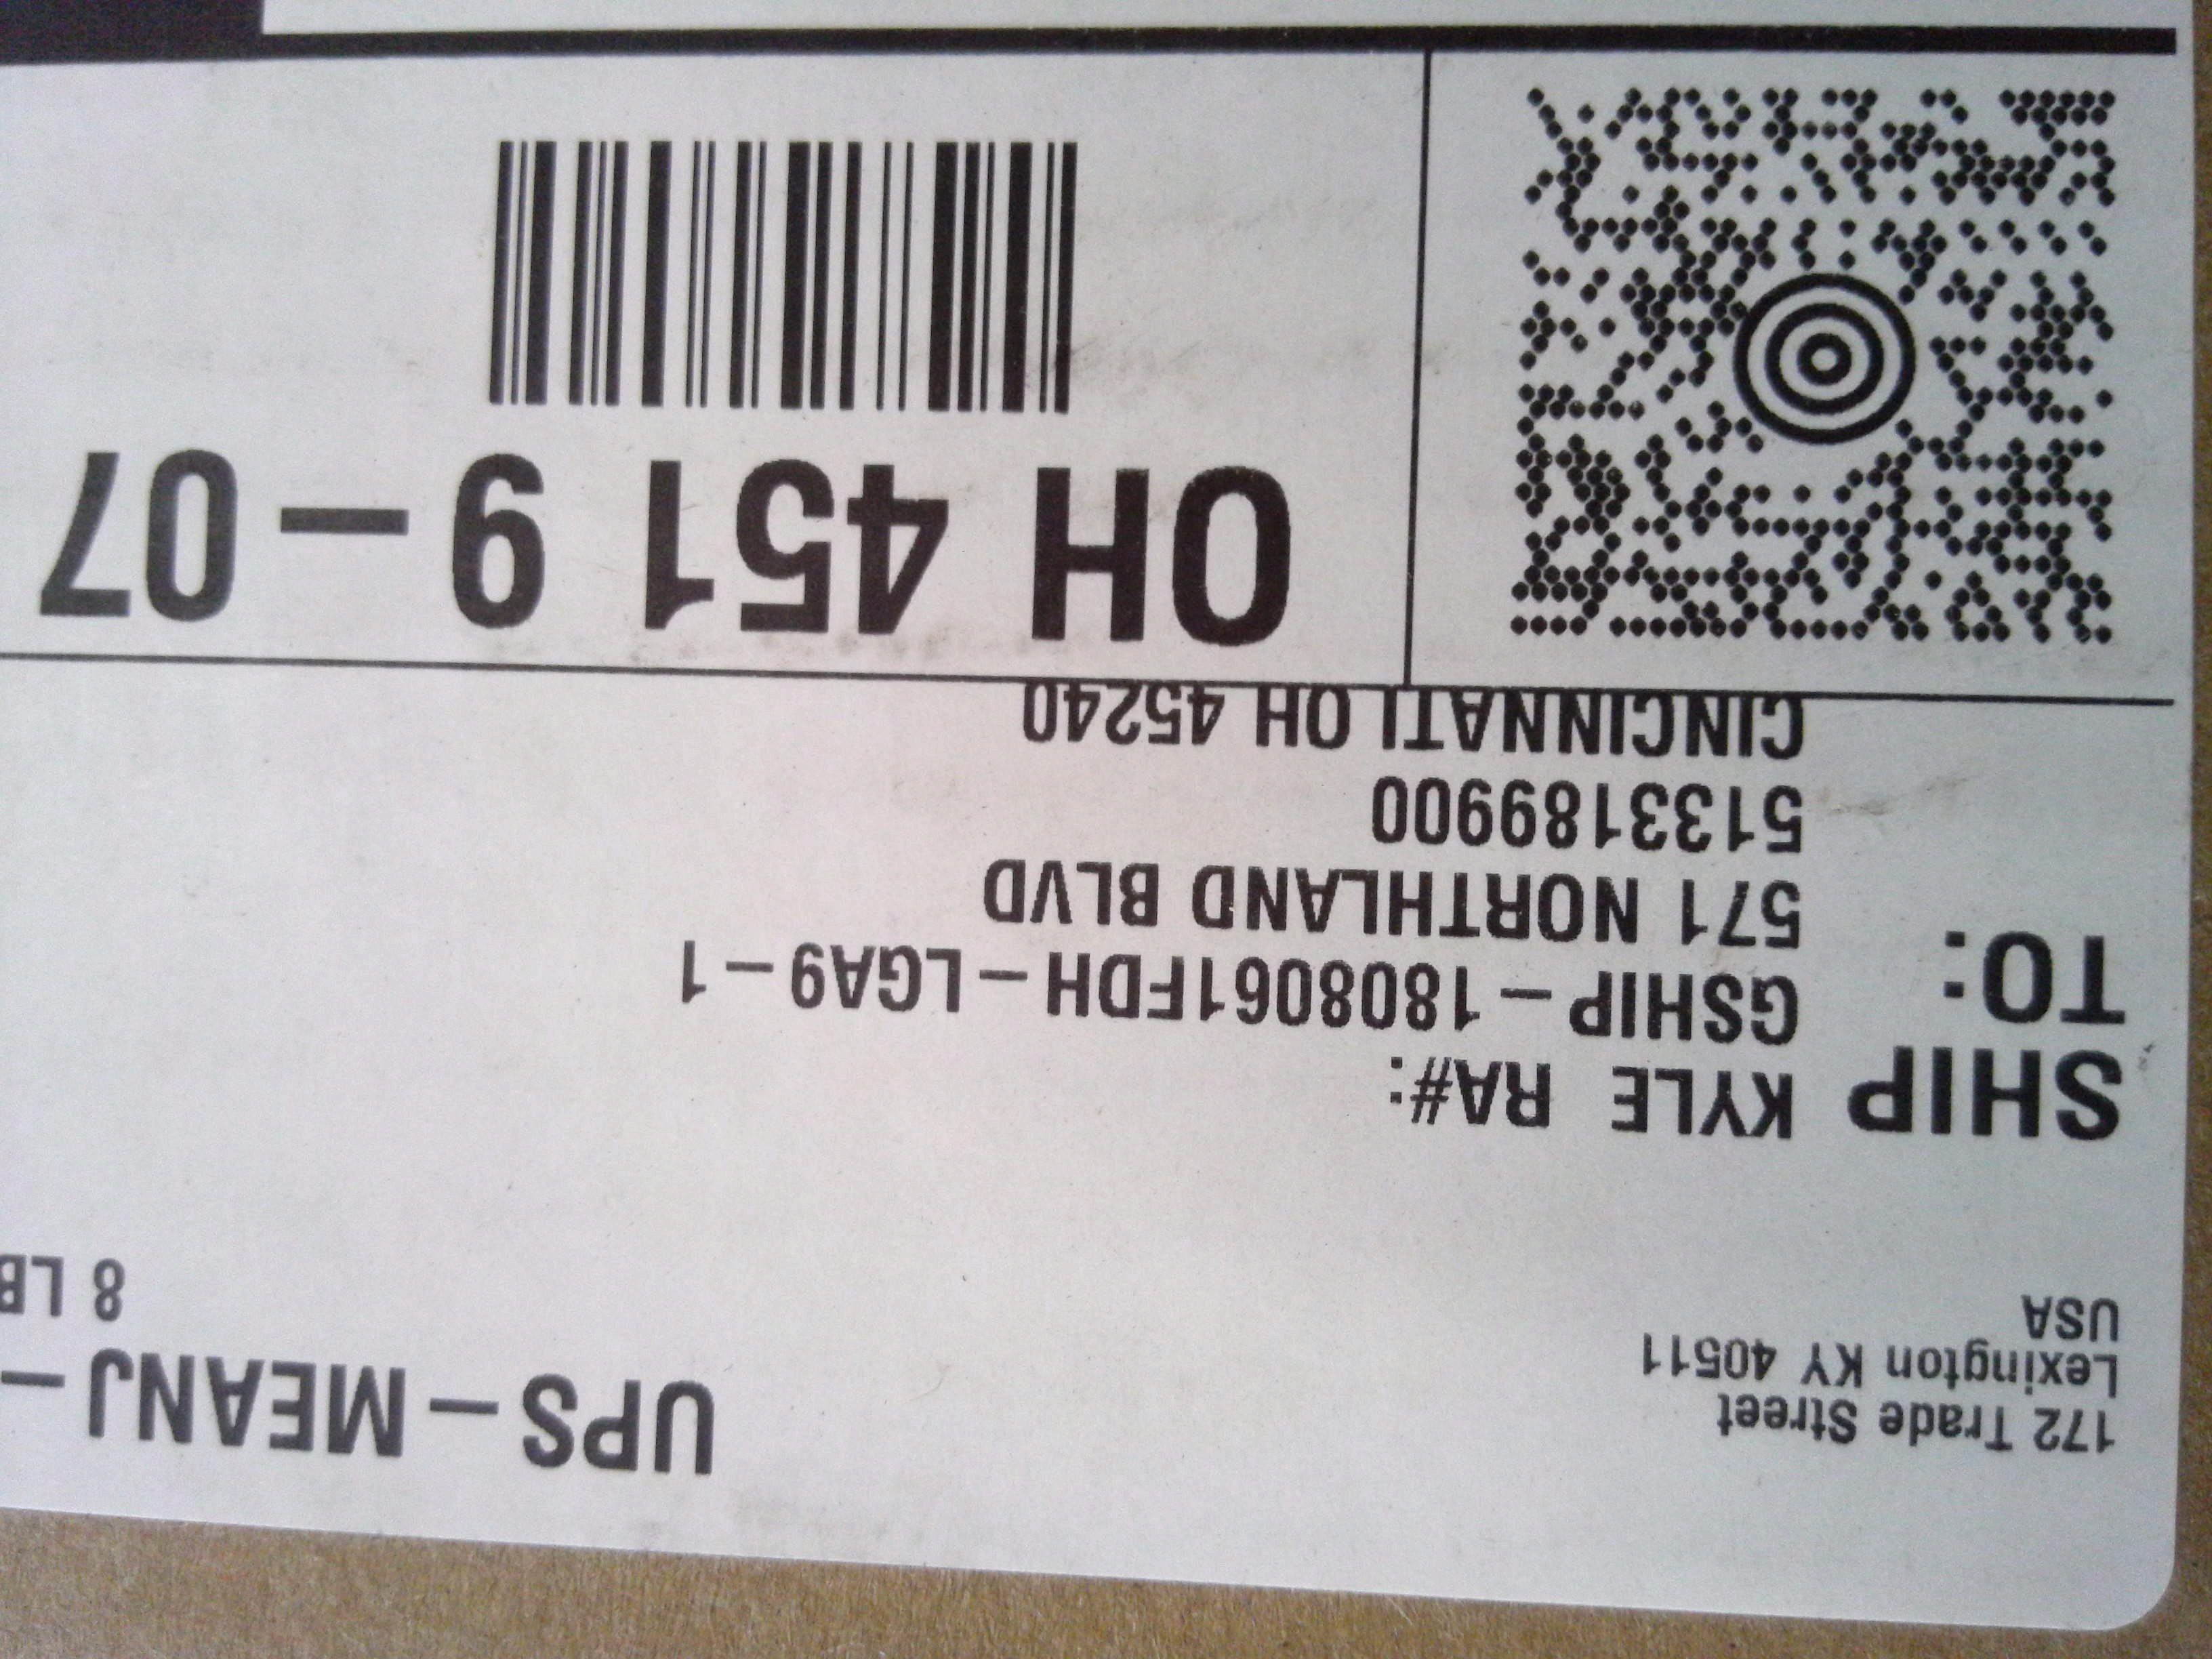 172 Trade Street
Lexington KY 40511
USA
UPS - MEANJ -
8 LB
SHIP TO:
KYLE RA#:
GSHIP - 1808061FDH - LGA9 - 1
571 NORTHLAND BLVD
5133189900
CINCINNATI OH 45240
OH 451 9 - 07